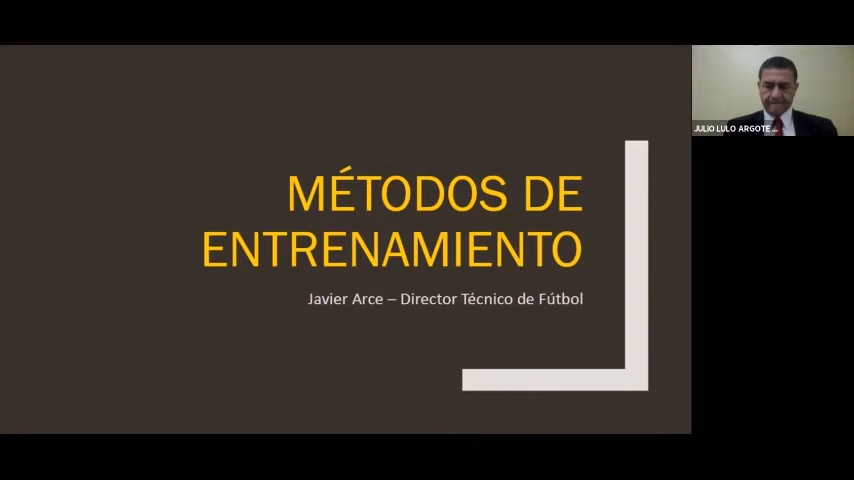 MÉTODOS DE
ENTRENAMIENTO
Javier Arce – Director Técnico de Fútbol
JULIO LULO ARGOTE...